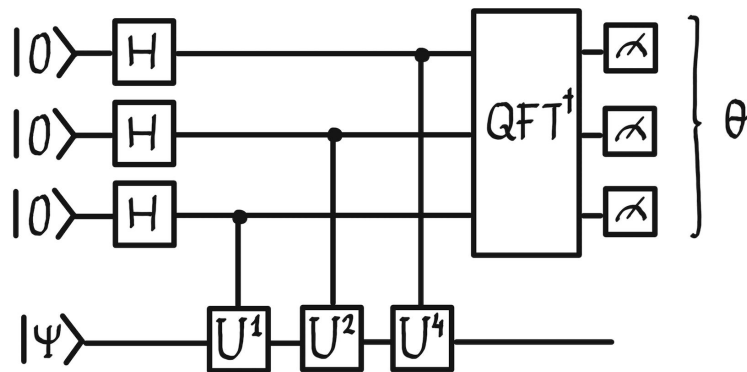 |0⟩ H
|0⟩ H QFT† θ
|0⟩ H
|Ψ⟩ U¹ U² U⁴